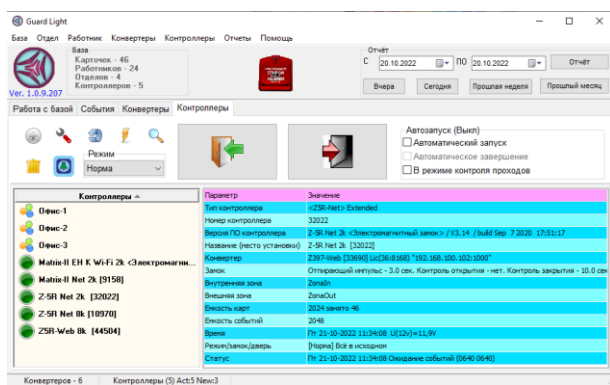 Guard Light
База Отдел Работник Конвертеры Контроллеры Отчеты Помощь
База
Карточек - 46
Работников - 24
Отделов - 4
Контроллеров - 5
Ver. 1.0.9.207
Отчёт
С 20.10.2022 ПО 20.10.2022 Отчёт
Вчера Сегодня Прошлая неделя Прошлый месяц
Работа с базой События Конвертеры Контроллеры
Режим
Норма
Автозапуск (Выкл)
Автоматический запуск
Автоматическое завершение
В режиме контроля проходов
Контроллеры
Офис-1
Офис-2
Офис-3
Matrix-II EH K Wi-Fi 2k <Электромагни...
Matrix-II Net 2k [9158]
Z-5R Net 2k [32022]
Z-5R Net 8k [10970]
Z5R-Web 8k [44504]
Параметр Значение
Тип контроллера <Z5R-Net> Extended
Номер контроллера 32022
Версия ПО контроллера Z-5R Net 2k <Электромагнитный замок> / V3.14 / build Sep 7 2020 17:51:17
Название (место установки) Z-5R Net 2k [32022]
Конвертер Z397-Web [33690] Lic[36:8168] "192.168.100.102:1000"
Замок Отпирающий импульс - 3.0 сек. Контроль открытия - нет. Контроль закрытия - 10.0 сек
Внутренняя зона ZonaIn
Внешняя зона ZonaOut
Емкость карт 2024 занято 46
Емкость событий 2048
Время Пт 21-10-2022 11:34:08 U(12v)=11,9V
Режим/замок/дверь [Норма] Всё в исходном
Статус Пт 21-10-2022 11:34:08 Ожидание событий (0640 0640)
Конвертеров - 6 Контроллеры (5) Act:5 New:3